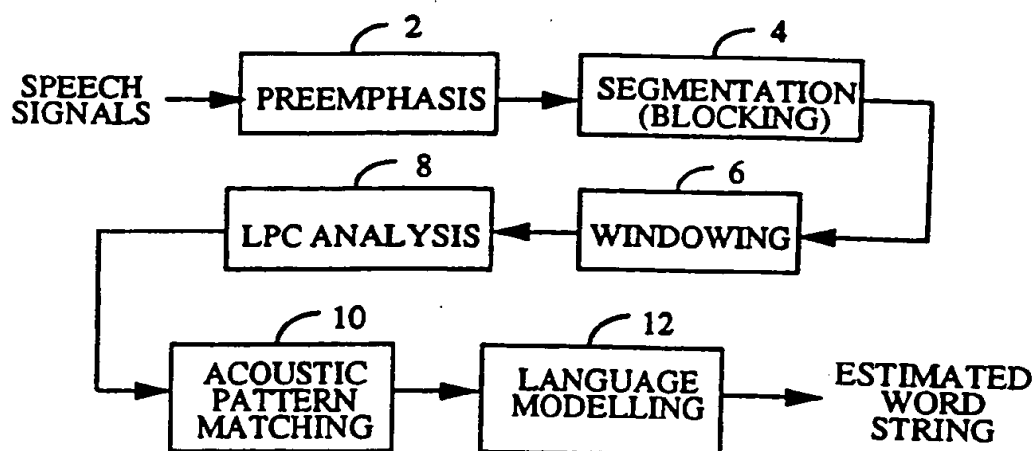 2
4
SPEECH
SIGNALS
PREEMPHASIS
SEGMENTATION
(BLOCKING)
8
6
LPC ANALYSIS
WINDOWING
10
12
ACOUSTIC
PATTERN
MATCHING
LANGUAGE
MODELLING
ESTIMATED
WORD
STRING